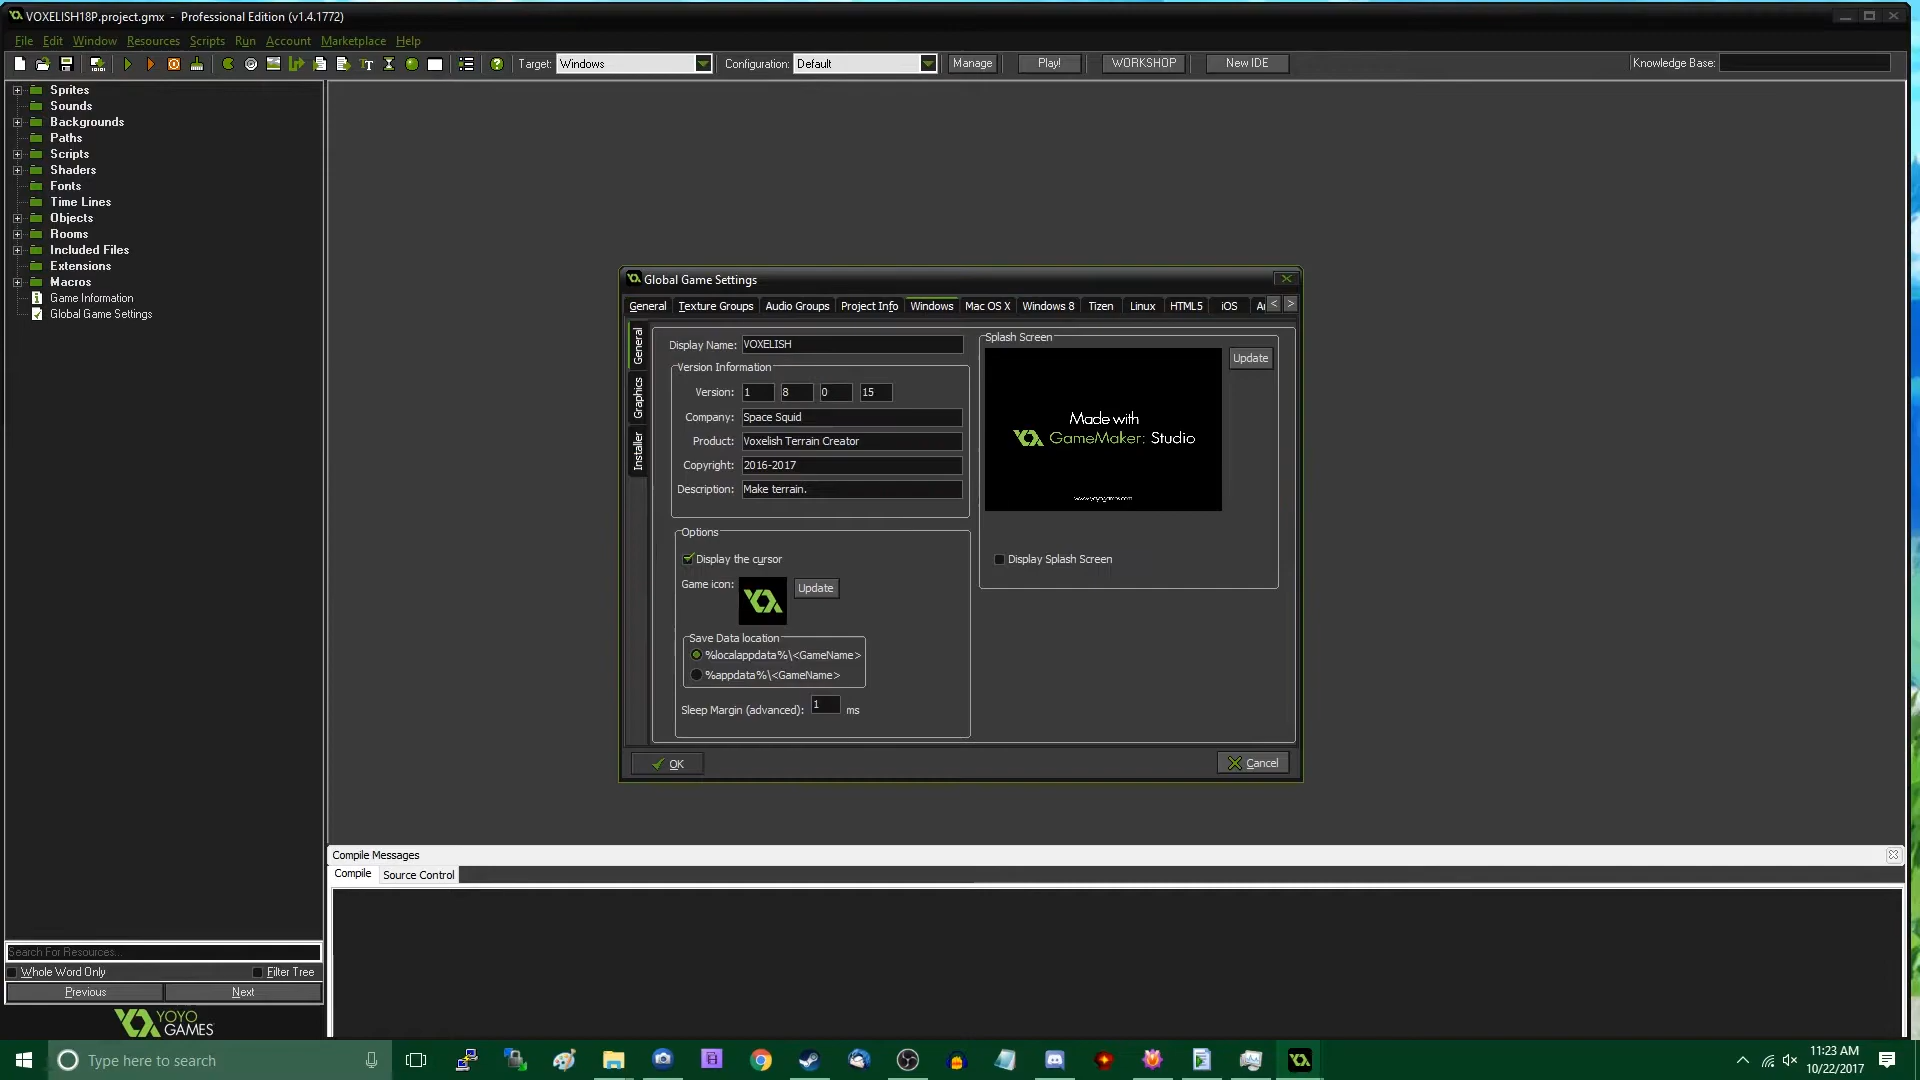 VOXELISH18P.project.gmx - Professional Edition (v1.4.1772)
File Edit Window Resources Scripts Run Account Marketplace Help
Target: Windows Configuration: Default Manage Play! WORKSHOP New IDE Knowledge Base:
Sprites
Sounds
Backgrounds
Paths
Scripts
Shaders
Fonts
Time Lines
Objects
Rooms
Included Files
Extensions
Macros
Game Information
Global Game Settings
Global Game Settings
General Texture Groups Audio Groups Project Info Windows Mac OS X Windows 8 Tizen Linux HTML5 iOS
General
Graphics
Installer
Display Name: VOXELISH
Version Information
Version: 1 8 0 15
Company: Space Squid
Product: Voxelish Terrain Creator
Copyright: 2016-2017
Description: Make terrain.
Options
Display the cursor
Game icon: Update
Save Data location
%localappdata%\<GameName>
%appdata%\<GameName>
Sleep Margin (advanced): 1 ms
Splash Screen
Update
Made with
GameMaker: Studio
www.yoyogames.com
Display Splash Screen
OK
Cancel
Compile Messages
Compile Source Control
Search For Resources...
Whole Word Only Filter Tree
Previous Next
YOYO
GAMES
Type here to search
11:23 AM
10/22/2017